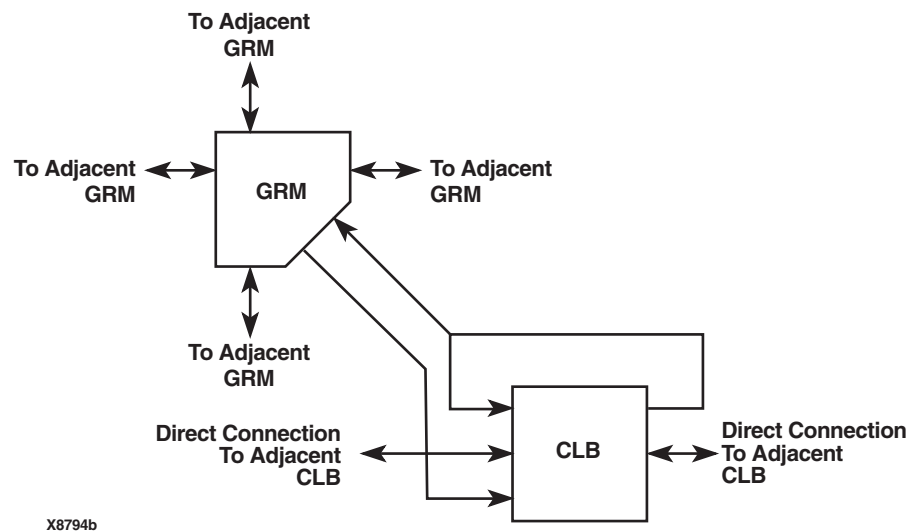 To Adjacent
GRM
To Adjacent
GRM
GRM
To Adjacent
GRM
To Adjacent
GRM
Direct Connection
To Adjacent
CLB
CLB
Direct Connection
To Adjacent
CLB
X8794b